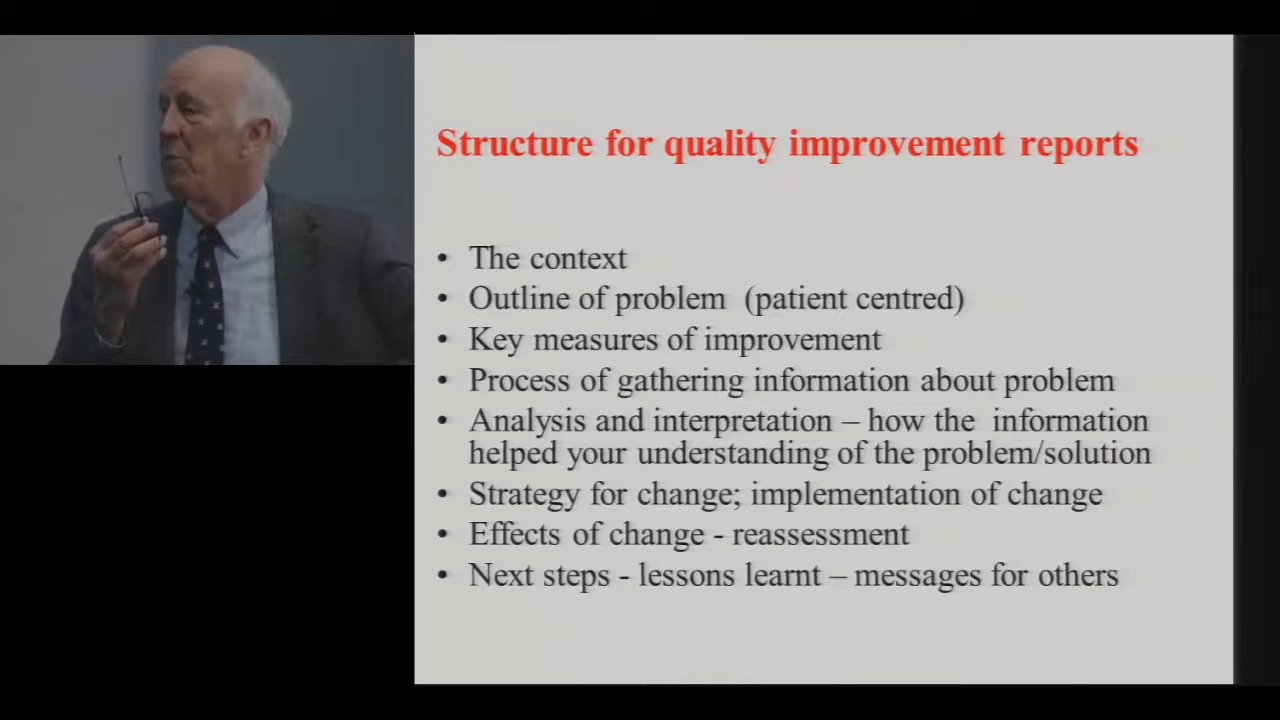 Structure for quality improvement reports
• The context
• Outline of problem (patient centred)
• Key measures of improvement
• Process of gathering information about problem
• Analysis and interpretation – how the information
helped your understanding of the problem/solution
• Strategy for change; implementation of change
• Effects of change - reassessment
• Next steps - lessons learnt – messages for others